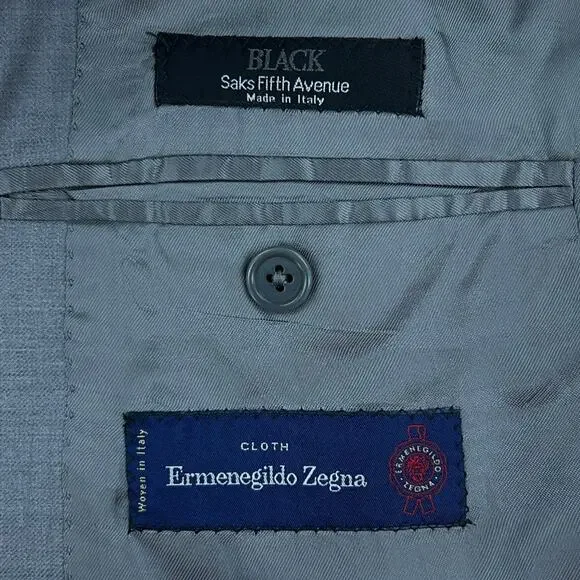 BLACK
Saks Fifth Avenue
Made in Italy
Woven in Italy
CLOTH
Ermenegildo Zegna
ERMENEGILDO
ZEGNA